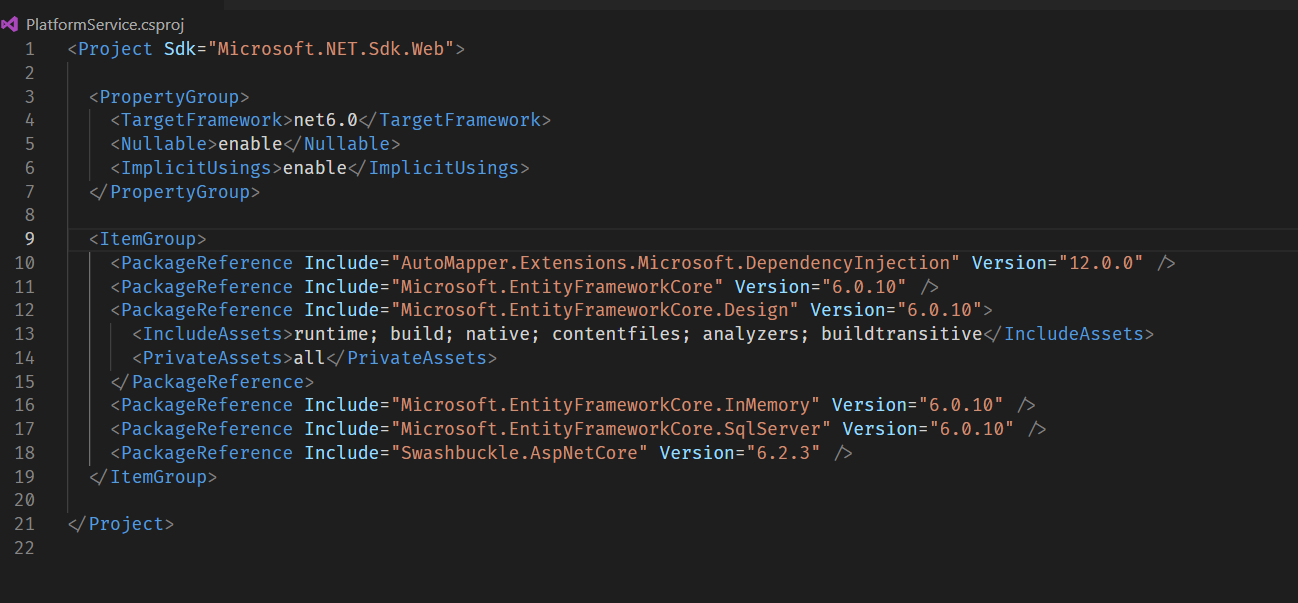 PlatformService.csproj
1 <Project Sdk="Microsoft.NET.Sdk.Web">
2
3 <PropertyGroup>
4 <TargetFramework>net6.0</TargetFramework>
5 <Nullable>enable</Nullable>
6 <ImplicitUsings>enable</ImplicitUsings>
7 </PropertyGroup>
8
9 <ItemGroup>
10 <PackageReference Include="AutoMapper.Extensions.Microsoft.DependencyInjection" Version="12.0.0" />
11 <PackageReference Include="Microsoft.EntityFrameworkCore" Version="6.0.10" />
12 <PackageReference Include="Microsoft.EntityFrameworkCore.Design" Version="6.0.10">
13 <IncludeAssets>runtime; build; native; contentfiles; analyzers; buildtransitive</IncludeAssets>
14 <PrivateAssets>all</PrivateAssets>
15 </PackageReference>
16 <PackageReference Include="Microsoft.EntityFrameworkCore.InMemory" Version="6.0.10" />
17 <PackageReference Include="Microsoft.EntityFrameworkCore.SqlServer" Version="6.0.10" />
18 <PackageReference Include="Swashbuckle.AspNetCore" Version="6.2.3" />
19 </ItemGroup>
20
21 </Project>
22